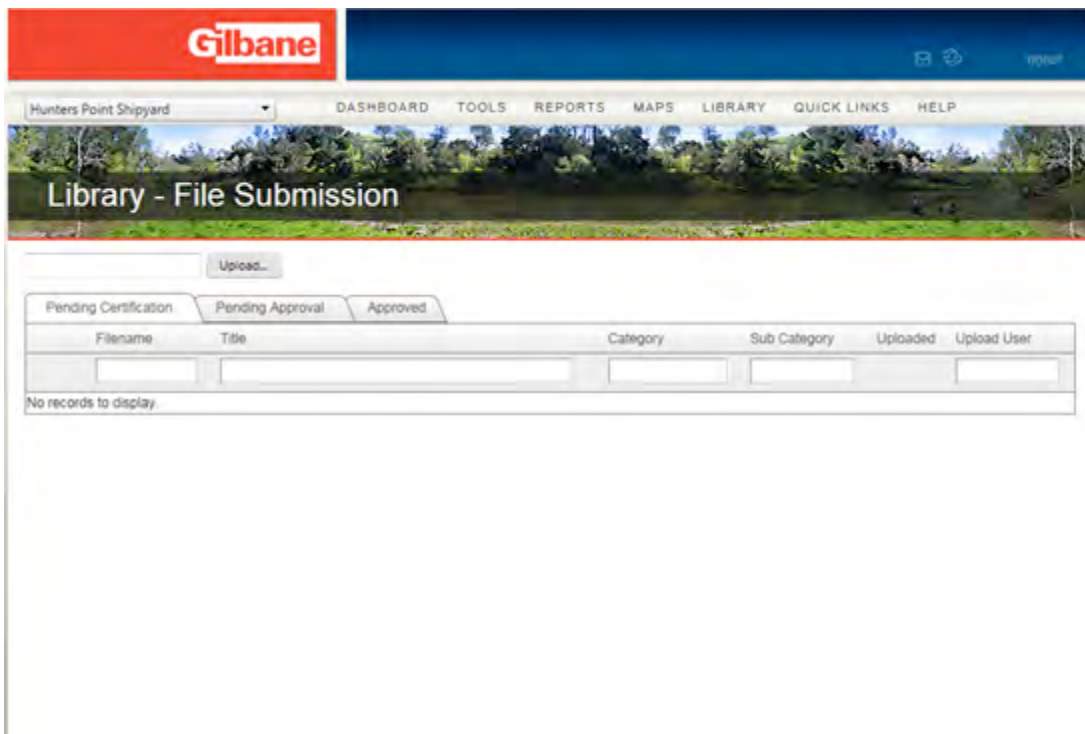 Gilbane
Hunters Point Shipyard DASHBOARD TOOLS REPORTS MAPS LIBRARY QUICK LINKS HELP
Library - File Submission
Upload...
Pending Certification Pending Approval Approved
Filename Title Category Sub Category Uploaded Upload User
No records to display.